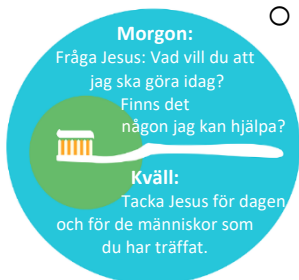 Morgon:
Fråga Jesus: Vad vill du att
jag ska göra idag?
Finns det
någon jag kan hjälpa?
Kväll:
Tacka Jesus för dagen
och för de människor som
du har träffat.